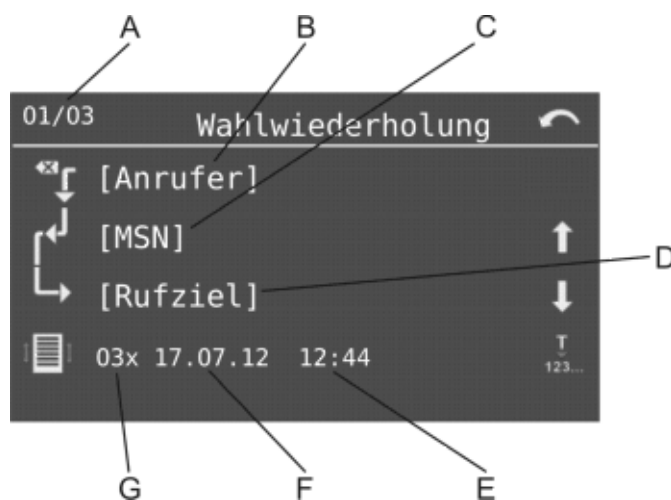 A B C
01/03 Wahlwiederholung
[Anrufer]
[MSN]
D
[Rufziel]
T
123...
03x 17.07.12 12:44
G F E